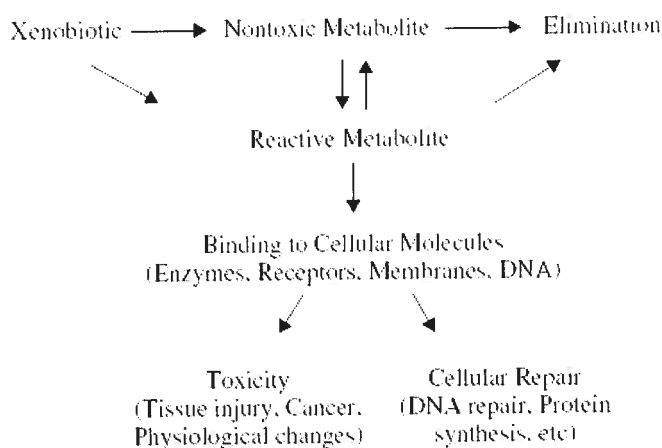 Xenobiotic Nontoxic Metabolite Elimination
Reactive Metabolite
Binding to Cellular Molecules
(Enzymes, Receptors, Membranes, DNA)
Toxicity
(Tissue injury, Cancer,
Physiological changes)
Cellular Repair
(DNA repair, Protein
synthesis, etc)